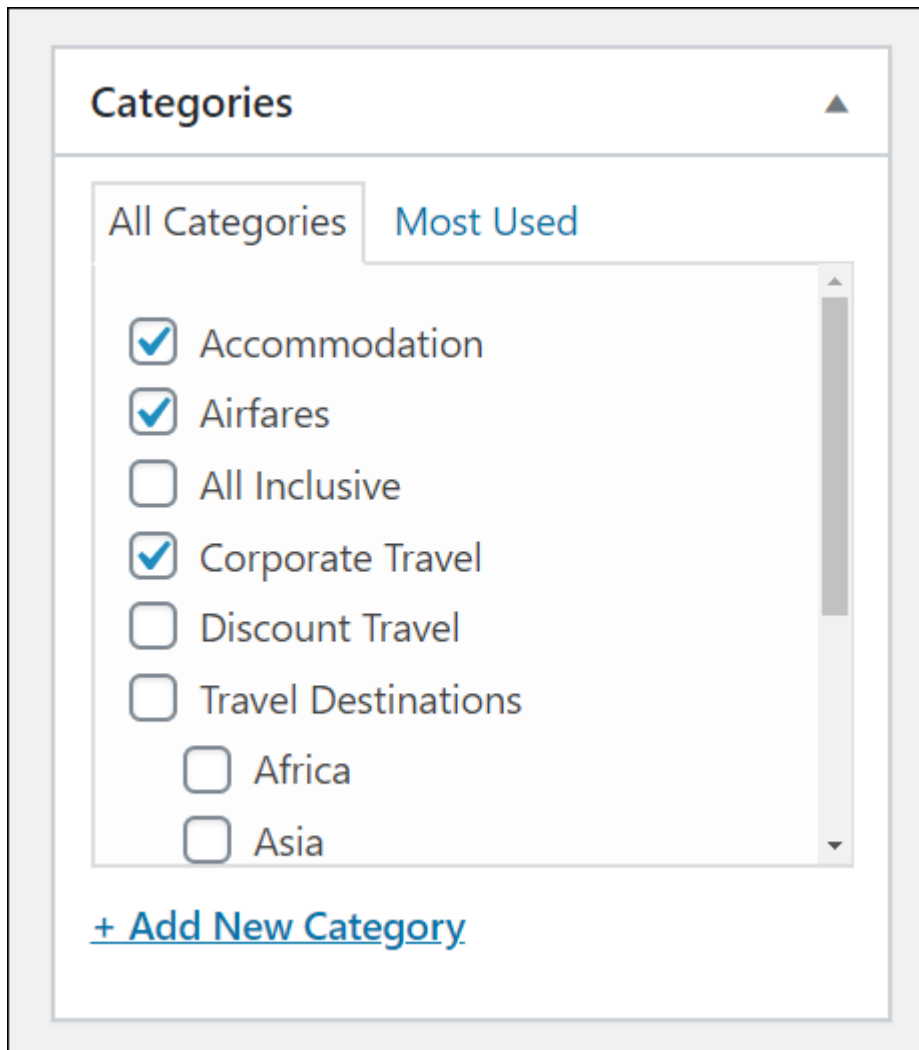 Categories
All Categories Most Used
Accommodation
Airfares
All Inclusive
Corporate Travel
Discount Travel
Travel Destinations
Africa
Asia
+ Add New Category